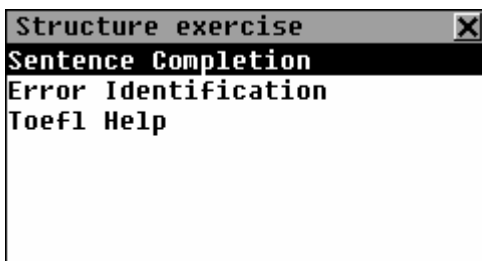 Structure exercise
Sentence Completion
Error Identification
Toefl Help